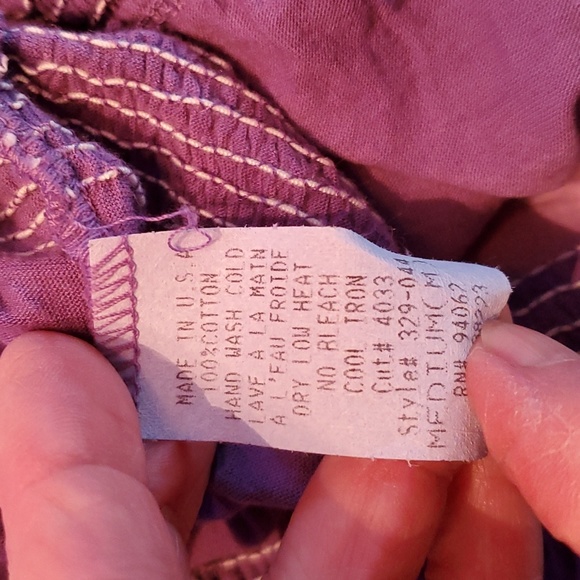 MADE IN U.S.A
100%COTTON
HAND WASH COLD
LAVE A LA MAIN
A L'EAU FROIDE
DRY LOW HEAT
NO BLEACH
COOL IRON
Cut# 4033
Style# 329-044
MEDIUM(M)
RN# 94062